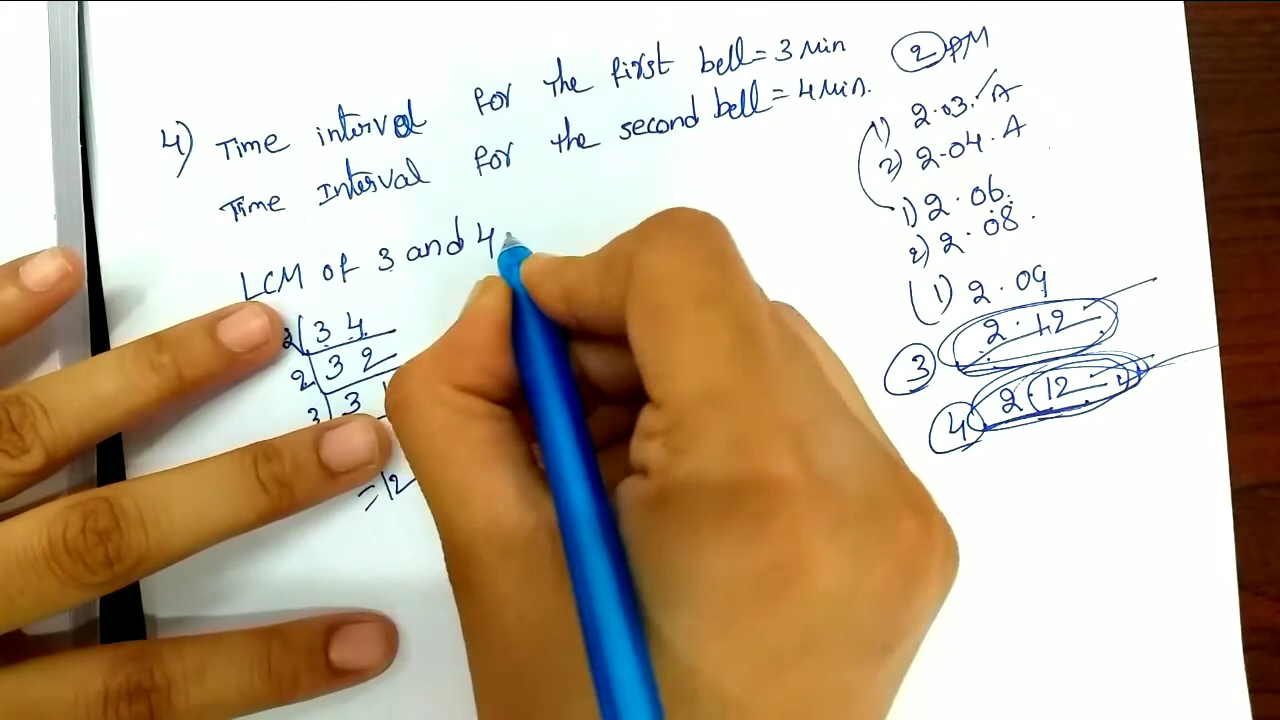 4) Time interval for the first bell = 3 Min
Time Interval for the second bell = 4 Min.
LCM of 3 and 4
2 3 4
2 3 2
3 3 1
= 12
2 PM
1) 2.03. A
2) 2.04. A
1) 2.06.
2) 2.08.
(1) 2.09
3 2.12
4 2.12